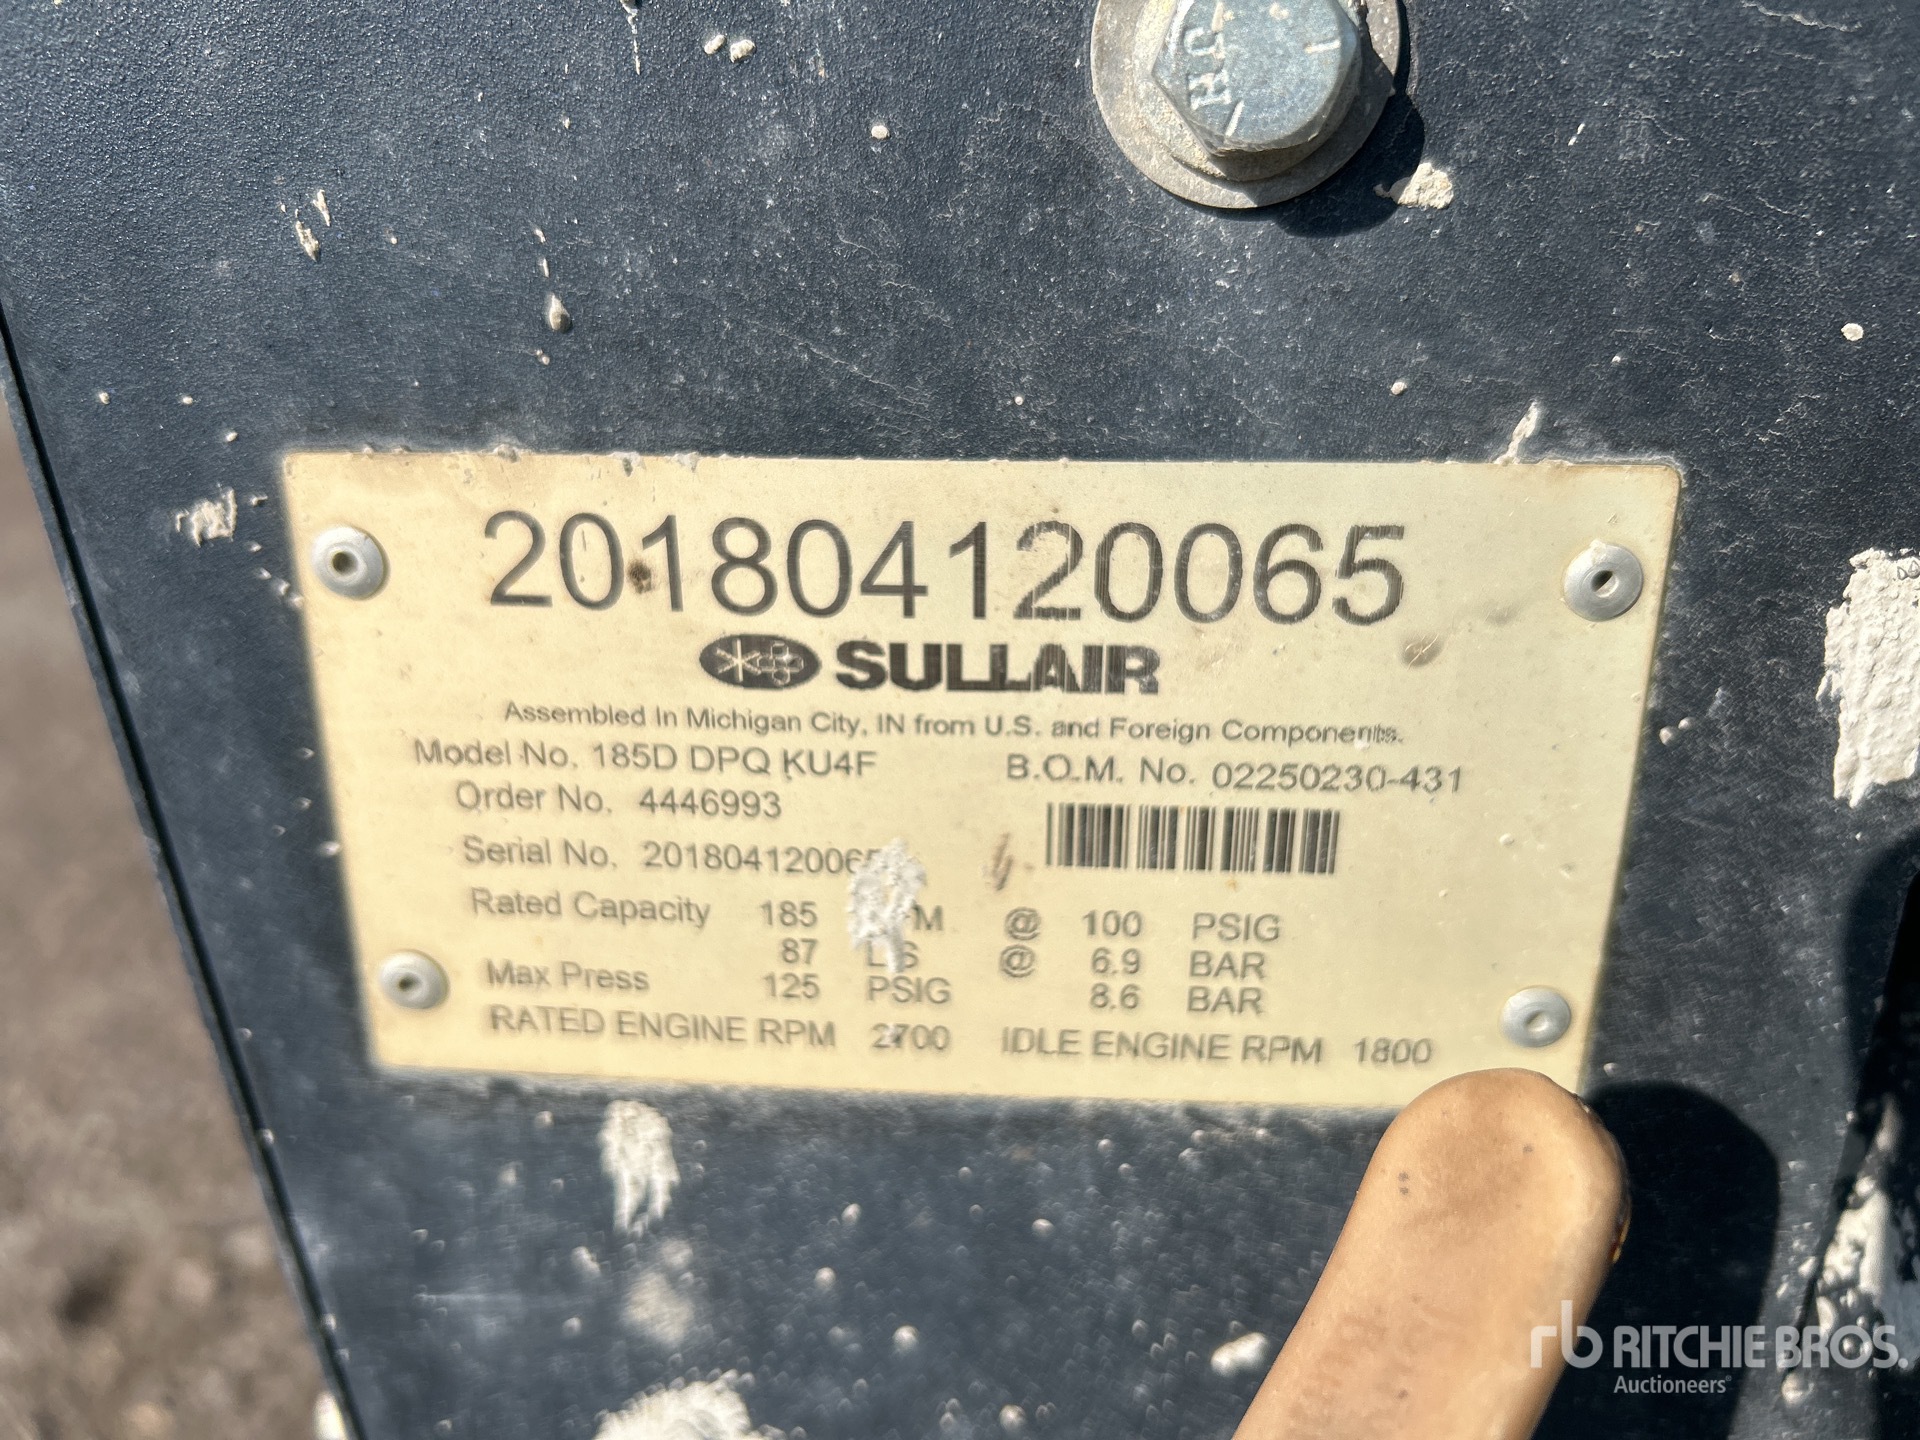 201804120065
SULLAIR
Assembled In Michigan City, IN from U.S. and Foreign Components.
Model No. 185D DPQ KU4F B.O.M. No. 02250230-431
Order No. 4446993
Serial No. 201804120065
Rated Capacity 185 @ 100 PSIG
87 L/S @ 6.9 BAR
Max Press 125 PSIG 8.6 BAR
RATED ENGINE RPM 2700 IDLE ENGINE RPM 1800
rb RITCHIE BROS.
Auctioneers